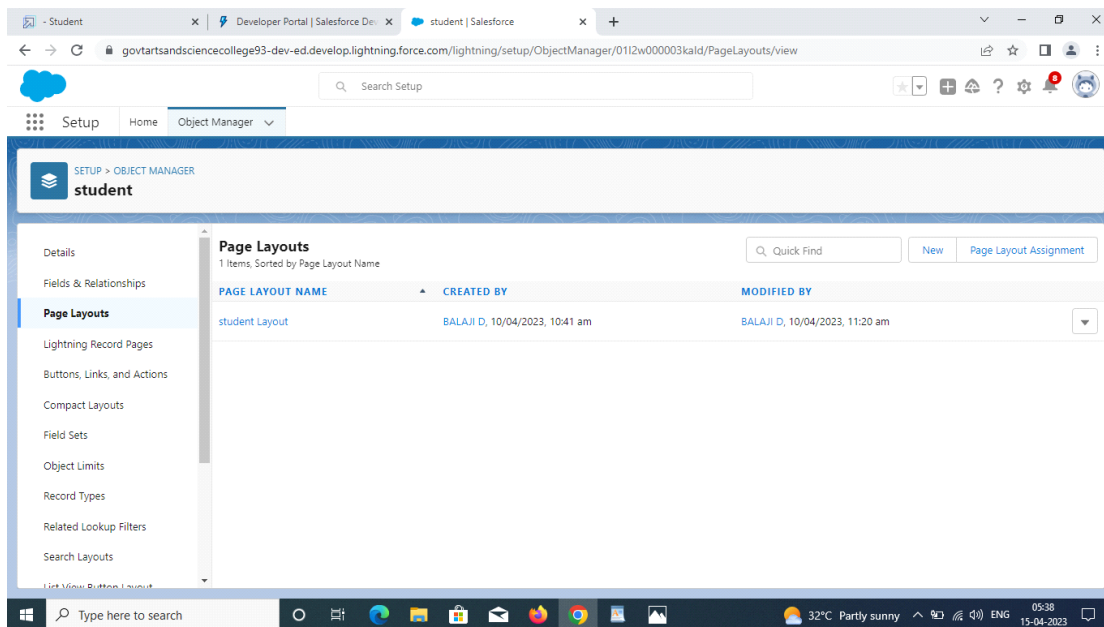 - Student
Developer Portal | Salesforce Dev
student | Salesforce
govtartsandsciencecollege93-dev-ed.develop.lightning.force.com/lightning/setup/ObjectManager/01I2w000003kald/PageLayouts/view
Search Setup
8
Setup
Home
Object Manager
SETUP > OBJECT MANAGER
student
Details
Fields & Relationships
Page Layouts
Lightning Record Pages
Buttons, Links, and Actions
Compact Layouts
Field Sets
Object Limits
Record Types
Related Lookup Filters
Search Layouts
List View Button Layout
Page Layouts
1 Items, Sorted by Page Layout Name
Quick Find
New
Page Layout Assignment
PAGE LAYOUT NAME CREATED BY MODIFIED BY
student Layout BALAJI D, 10/04/2023, 10:41 am BALAJI D, 10/04/2023, 11:20 am
Type here to search
32°C Partly sunny
ENG
05:38
15-04-2023